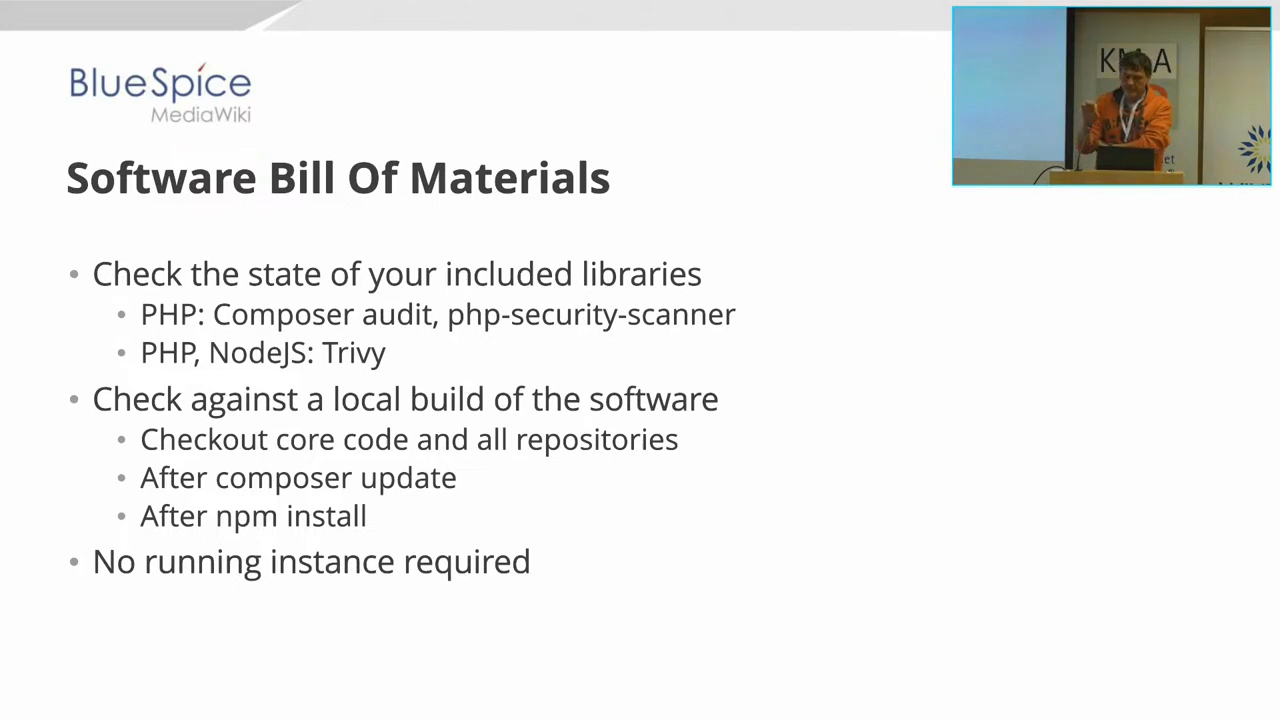 BlueSpice
MediaWiki
Software Bill Of Materials
• Check the state of your included libraries
• PHP: Composer audit, php-security-scanner
• PHP, NodeJS: Trivy
• Check against a local build of the software
• Checkout core code and all repositories
• After composer update
• After npm install
• No running instance required